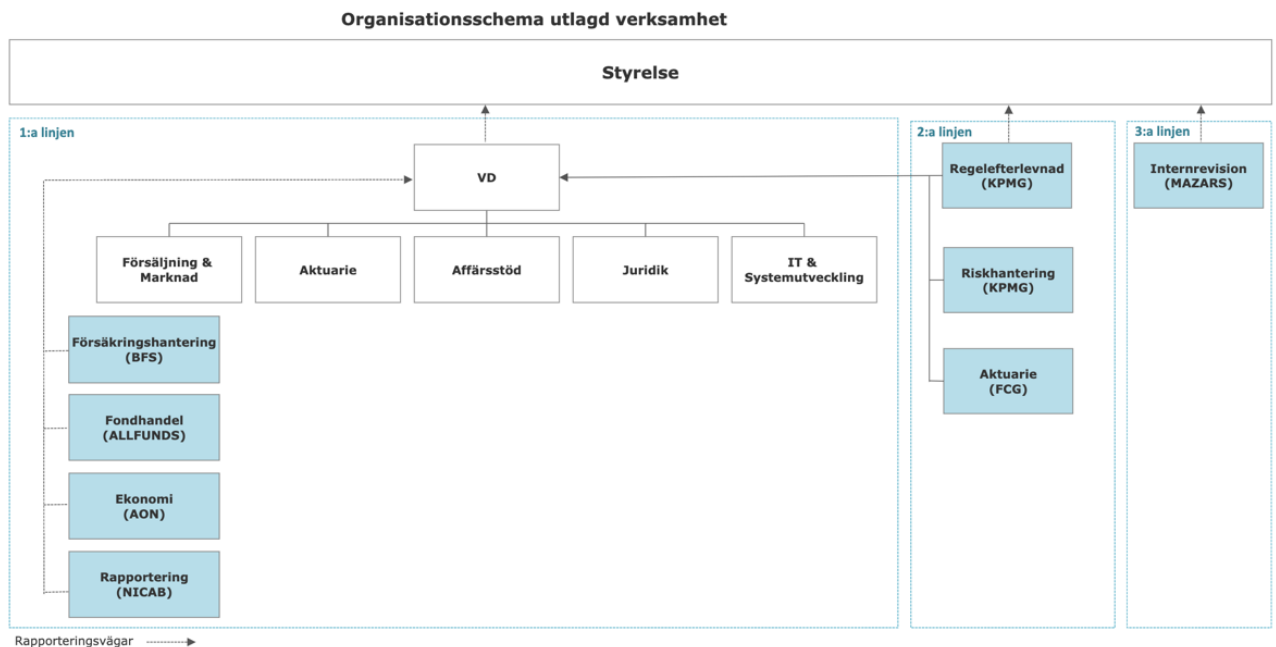 Organisationsschema utlagd verksamhet
Styrelse
1:a linjen
2:a linjen
3:a linjen
VD
Regelefterlevnad
(KPMG)
Internrevision
(MAZARS)
Försäljning &
Marknad
Aktuarie
Affärsstöd
Juridik
IT &
Systemutveckling
Riskhantering
(KPMG)
Försäkringshantering
(BFS)
Aktuarie
(FCG)
Fondhandel
(ALLFUNDS)
Ekonomi
(AON)
Rapportering
(NICAB)
Rapporteringsvägar